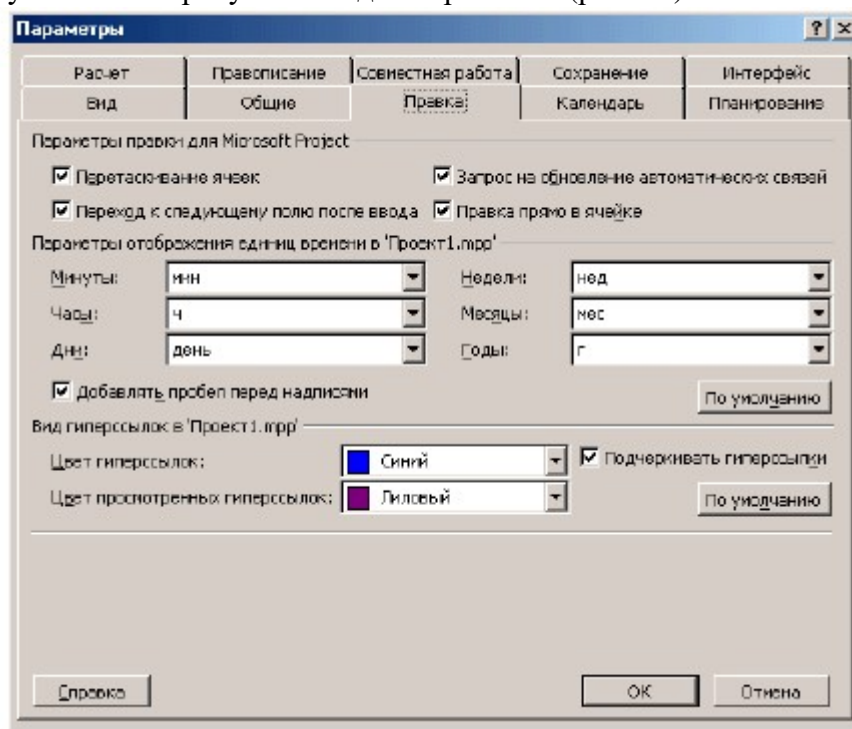 Параметры
Расчет Правописание Совместная работа Сохранение Интерфейс
Вид Общие Правка Календарь Планирование
Параметры правки для Microsoft Project
Перетаскивание ячеек Запрос на обновление автоматических связей
Переход к следующему полю после ввода Правка прямо в ячейке
Параметры отображения единиц времени в 'Проект1.mpp'
Минуты: мин Недели: нед
Часы: ч Месяцы: мес
Дни: день Годы: г
Добавлять пробел перед надписями
По умолчанию
Вид гиперссылок в 'Проект1.mpp'
Цвет гиперссылок: Синий Подчеркивать гиперссылки
Цвет просмотренных гиперссылок: Лиловый По умолчанию
Справка ОК Отмена